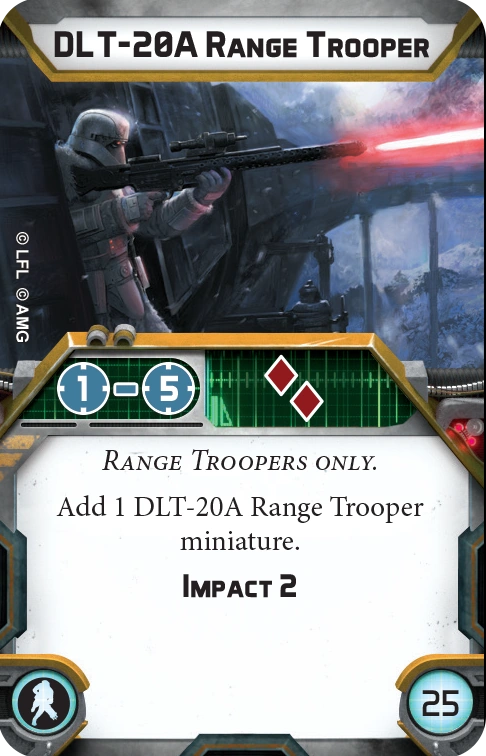 DLT-20A Range Trooper
© LFL © AMG
1 - 5
Range Troopers only.
Add 1 DLT-20A Range Trooper
miniature.
Impact 2
25